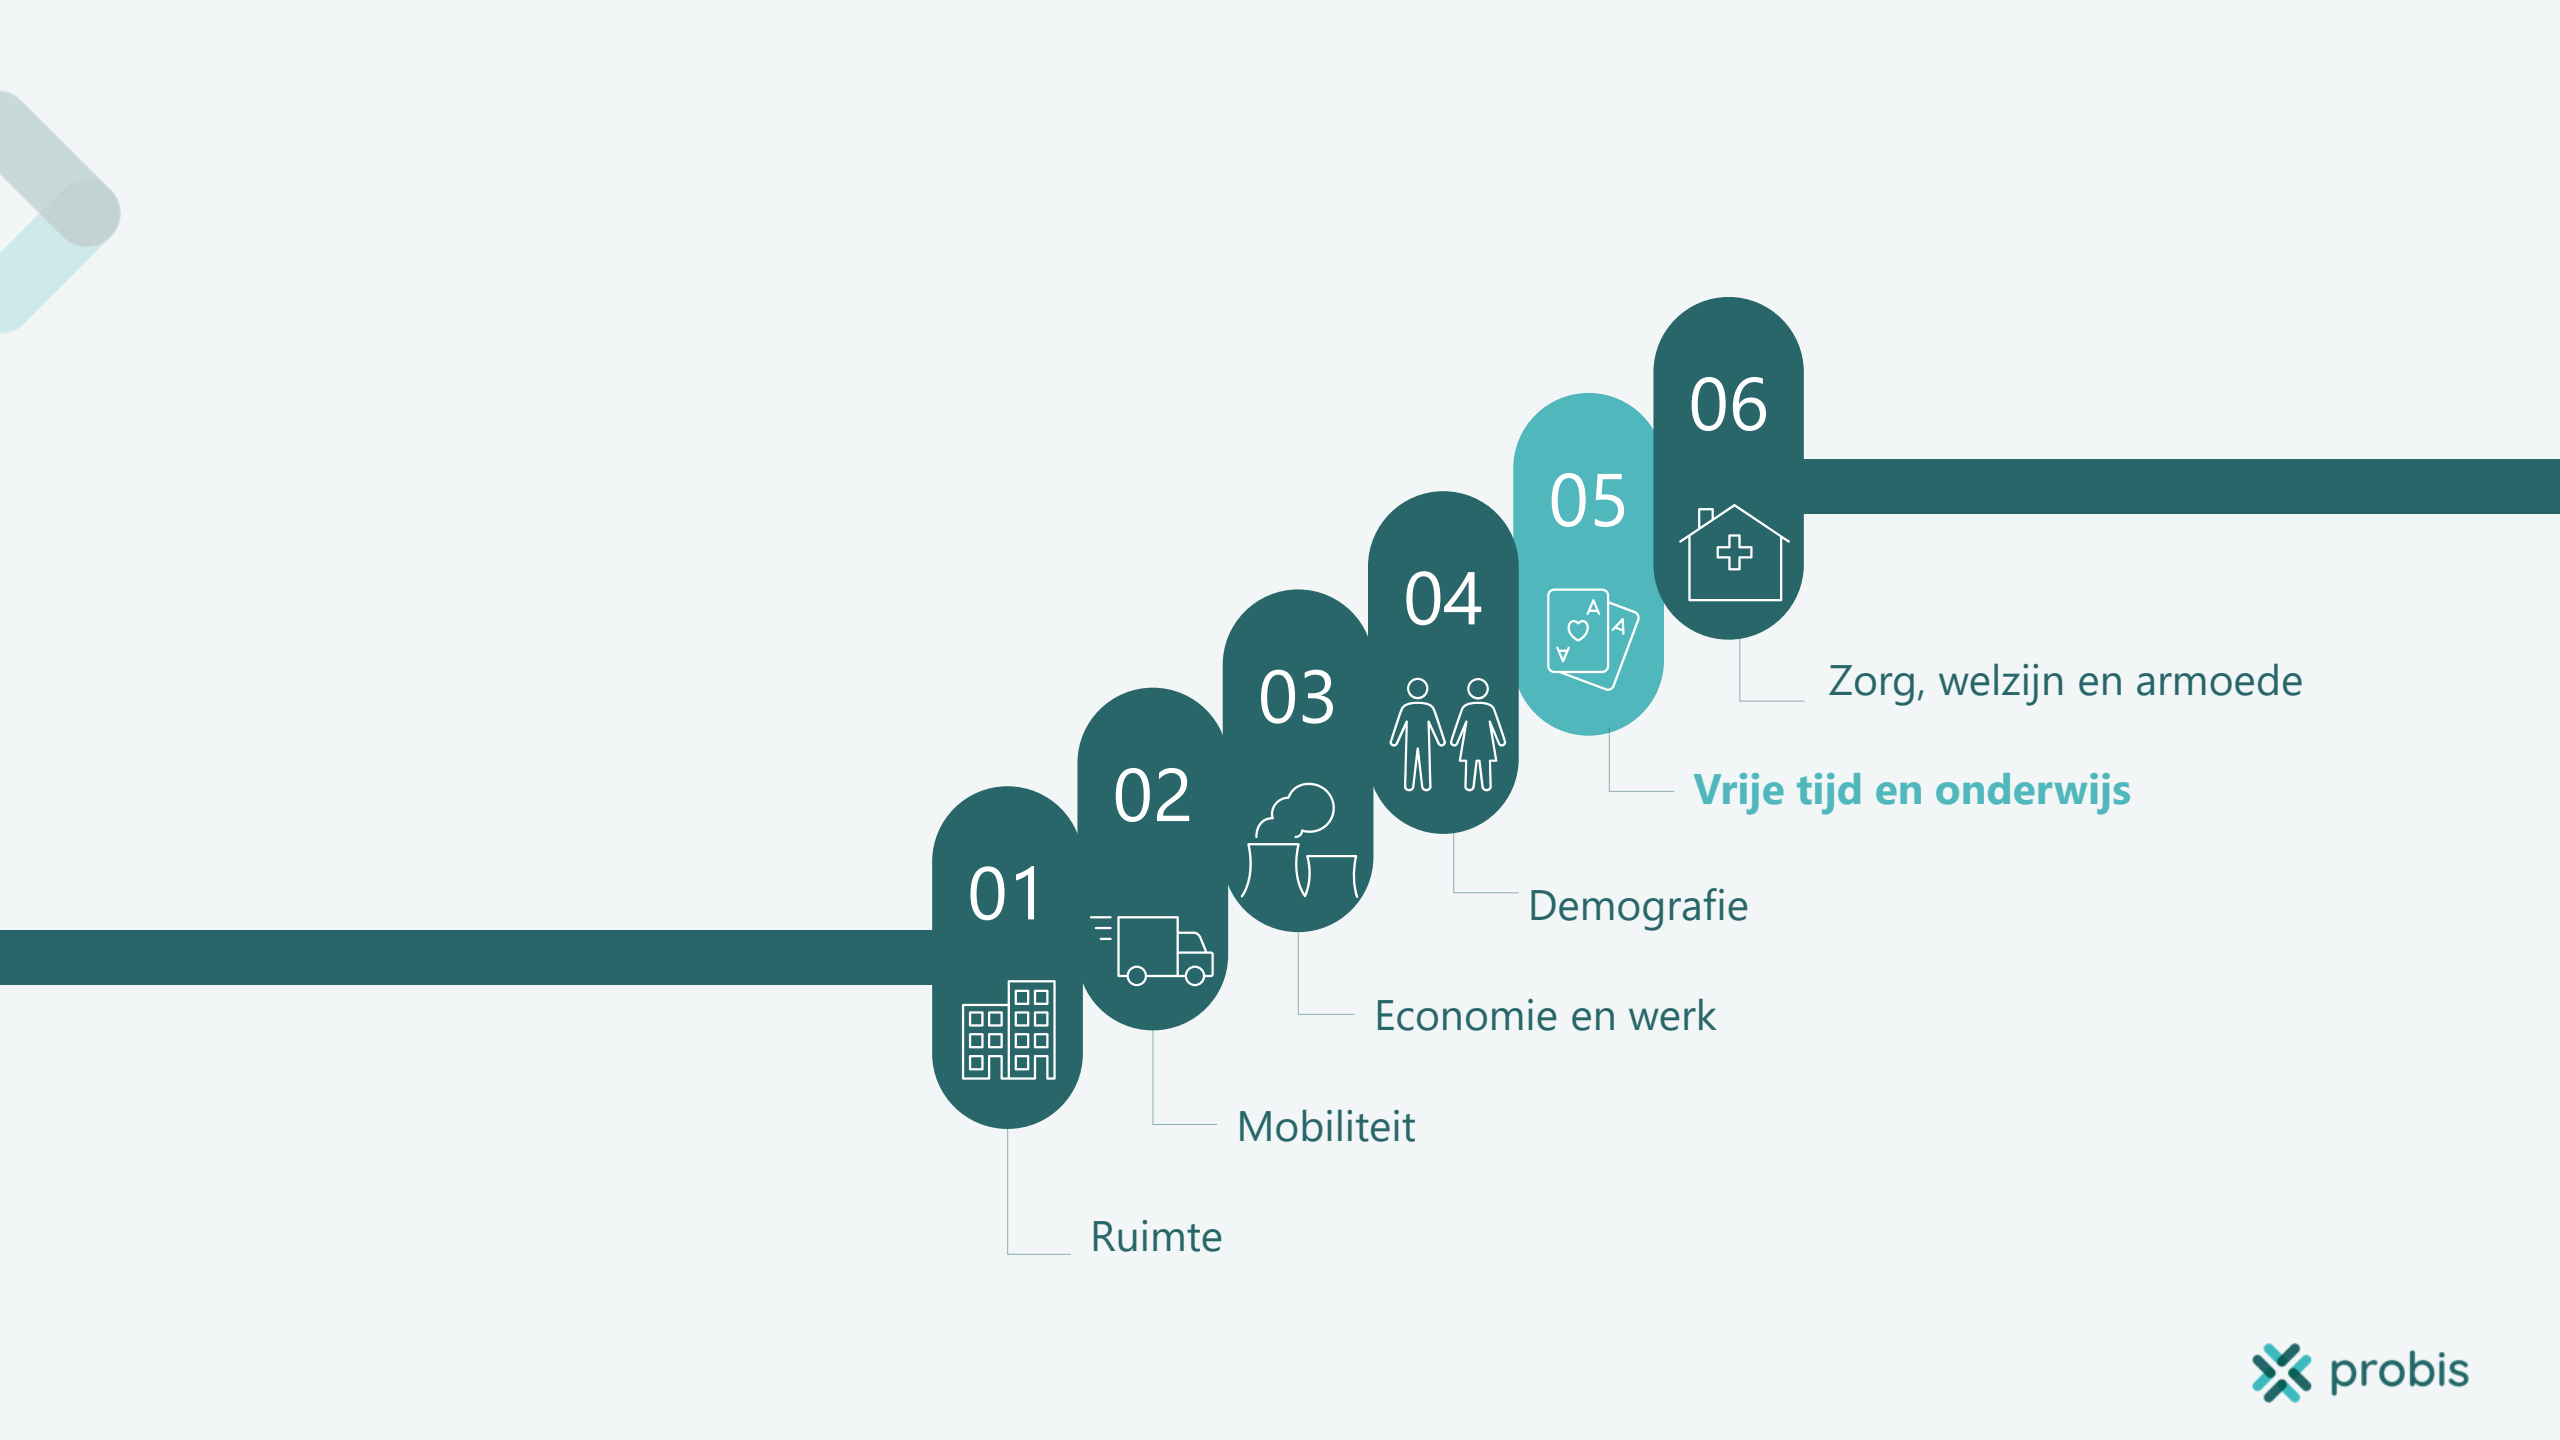 06
05
04
03
02
01
A
A
A
Zorg, welzijn en armoede
Vrije tijd en onderwijs
Demografie
Economie en werk
Mobiliteit
Ruimte
probis